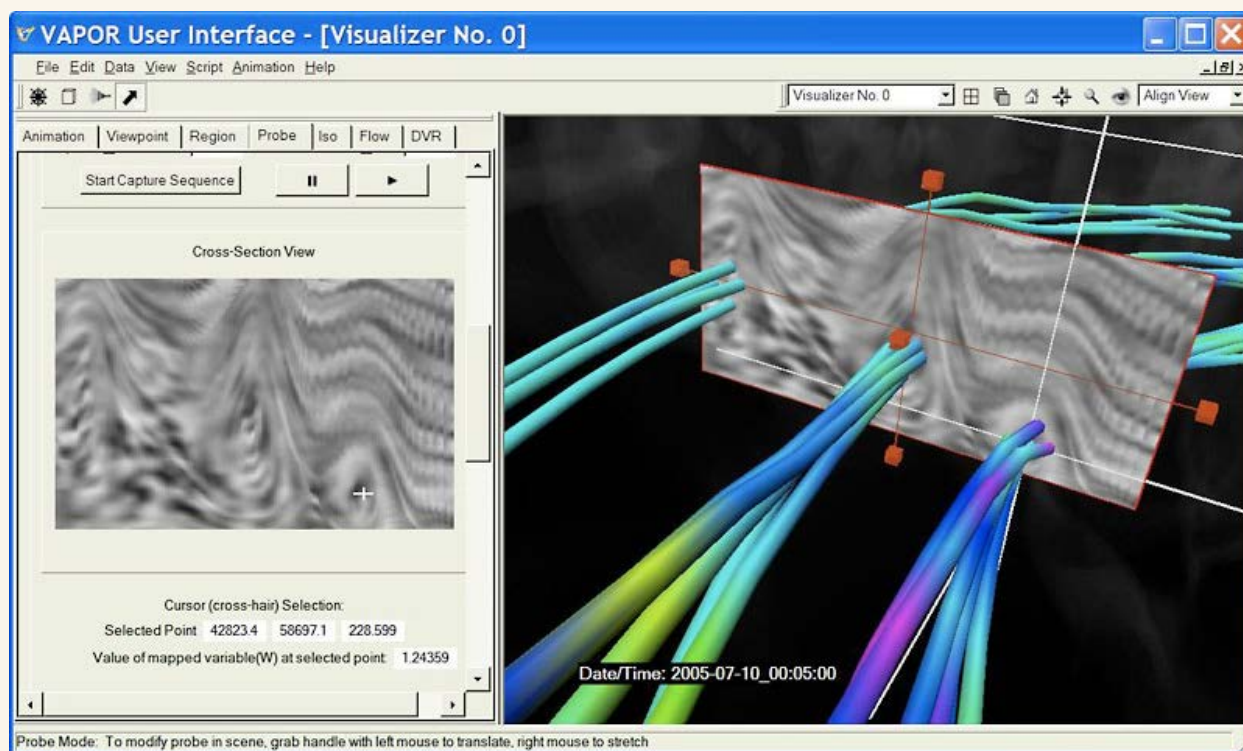 VAPOR User Interface - [Visualizer No. 0]
File Edit Data View Script Animation Help
Visualizer No. 0 Align View
Animation Viewpoint Region Probe Iso Flow DVR
Start Capture Sequence
Cross-Section View
Cursor (cross-hair) Selection:
Selected Point 42823.4 58697.1 228.599
Value of mapped variable(W) at selected point: 1.24359
Date/Time: 2005-07-10_00:05:00
Probe Mode: To modify probe in scene, grab handle with left mouse to translate, right mouse to stretch